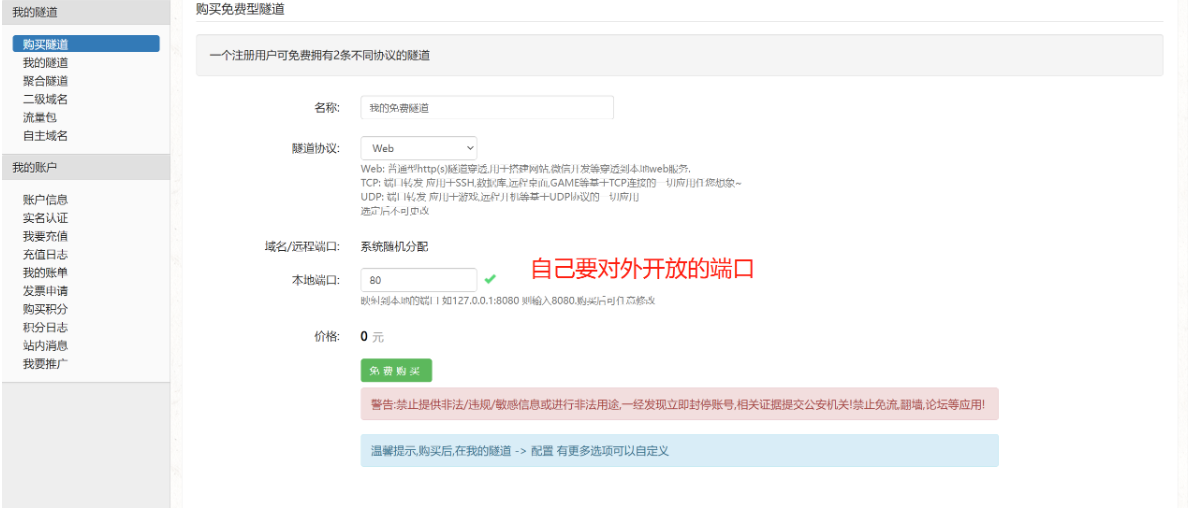 我的隧道
购买隧道
我的隧道
聚合隧道
二级域名
流量包
自主域名
我的账户
账户信息
实名认证
我要充值
充值日志
我的账单
发票申请
购买积分
积分日志
站内消息
我要推广
购买免费型隧道
一个注册用户可免费拥有2条不同协议的隧道
名称:
我的免费隧道
隧道协议:
Web
Web: 普通型http(s)隧道穿透,用于搭建网站,微信开发等穿透到本地web服务,
TCP: 端口转发 应用于SSH,数据库,远程桌面,GAME等基于TCP连接的一切应用任您想象~
UDP: 端口转发 应用于游戏,远程开机等基于UDP协议的一切应用
选定后不可更改
域名/远程端口:
系统随机分配
本地端口:
80
自己要对外开放的端口
映射到本地的端口 如127.0.0.1:8080 则输入8080.购买后可任意修改
价格:
0 元
免费购买
警告:禁止提供非法/违规/敏感信息或进行非法用途,一经发现立即封停账号,相关证据提交公安机关!禁止免流,翻墙,论坛等应用!
温馨提示,购买后,在我的隧道 -> 配置 有更多选项可以自定义